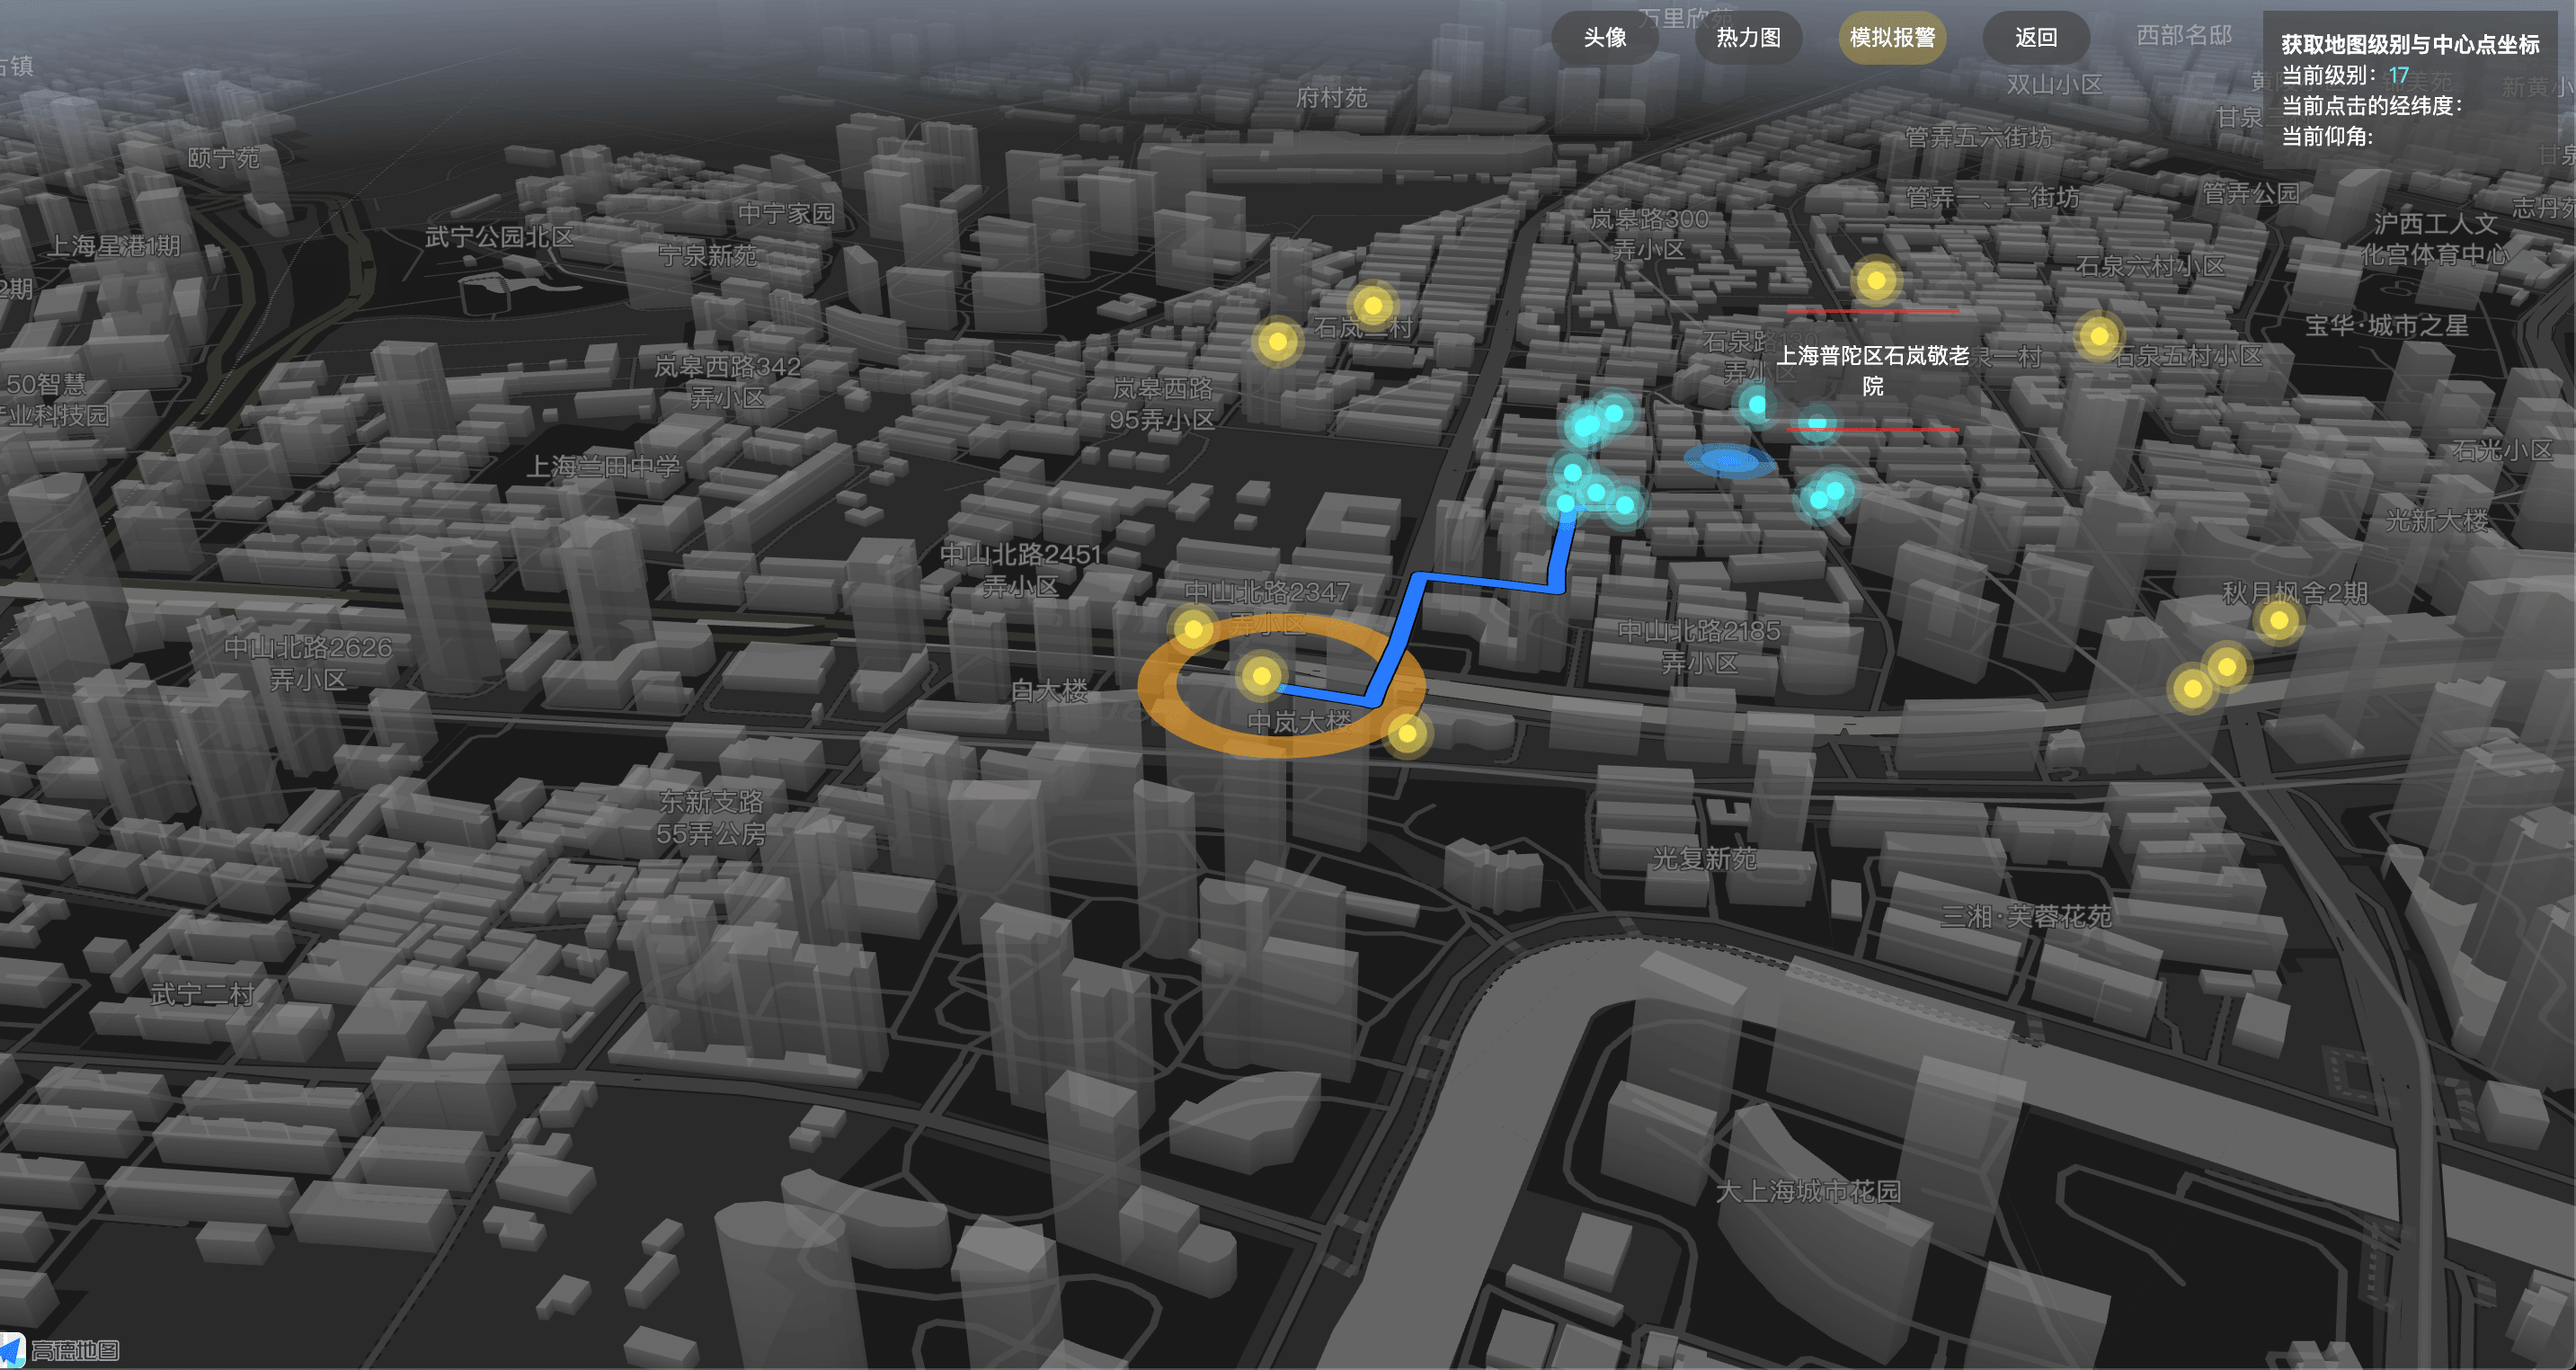 万里欣苑
头像
热力图
模拟报警
返回
西部名邸
获取地图级别与中心点坐标
当前级别：17
当前点击的经纬度：
当前仰角:
古镇
双山小区
府村苑
甘泉
管弄五六街坊
颐宁苑
管弄一、二街坊
管弄公园
中宁家园
岚皋路300
弄小区
志丹苑
沪西工人文
化宫体育中心
武宁公园北区
上海星港1期
宁泉新苑
石泉六村小区
2期
石岚二村
宝华·城市之星
石泉路
弄小区
上海普陀区石岚敬老
院
泉一村
石泉五村小区
岚皋西路342
弄小区
50智慧
产业科技园
岚皋西路
95弄小区
石光小区
上海兰田中学
光新大楼
中山北路2451
弄小区
中山北路2347
弄小区
秋月枫舍2期
中山北路2626
弄小区
中山北路2185
弄小区
白大楼
中岚大楼
东新支路
55弄公房
光复新苑
三湘·芙蓉花苑
武宁二村
大上海城市花园
高德地图